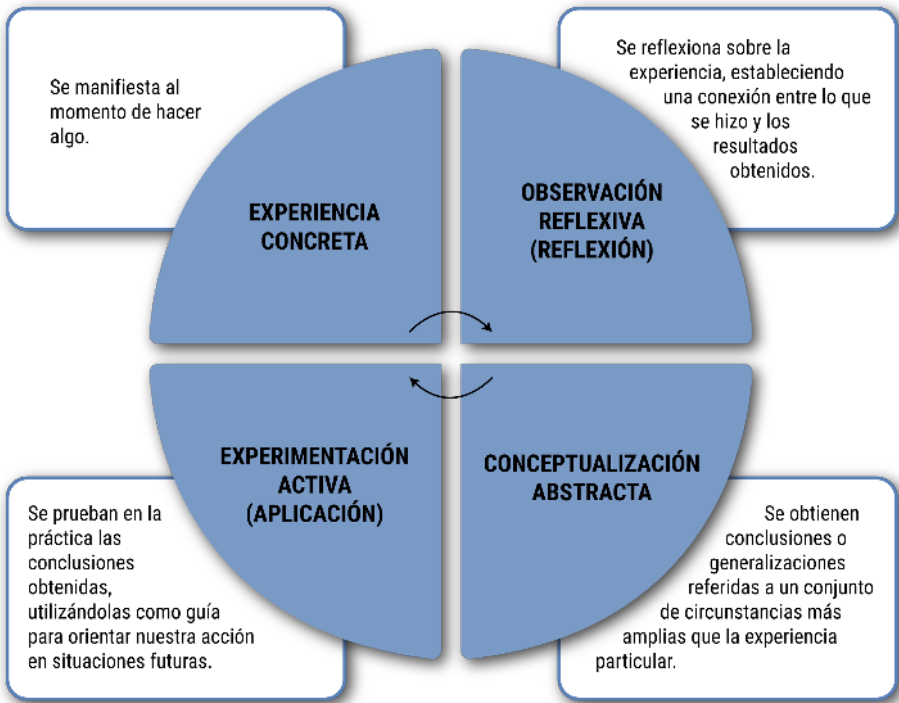 Se manifiesta al
momento de hacer
algo.
EXPERIENCIA
CONCRETA
Se reflexiona sobre la
experiencia, estableciendo
una conexión entre lo que
se hizo y los
resultados
obtenidos.
OBSERVACIÓN
REFLEXIVA
(REFLEXIÓN)
EXPERIMENTACIÓN
ACTIVA
(APLICACIÓN)
Se prueban en la
práctica las
conclusiones
obtenidas,
utilizándolas como guía
para orientar nuestra acción
en situaciones futuras.
CONCEPTUALIZACIÓN
ABSTRACTA
Se obtienen
conclusiones o
generalizaciones
referidas a un conjunto
de circunstancias más
amplias que la experiencia
particular.